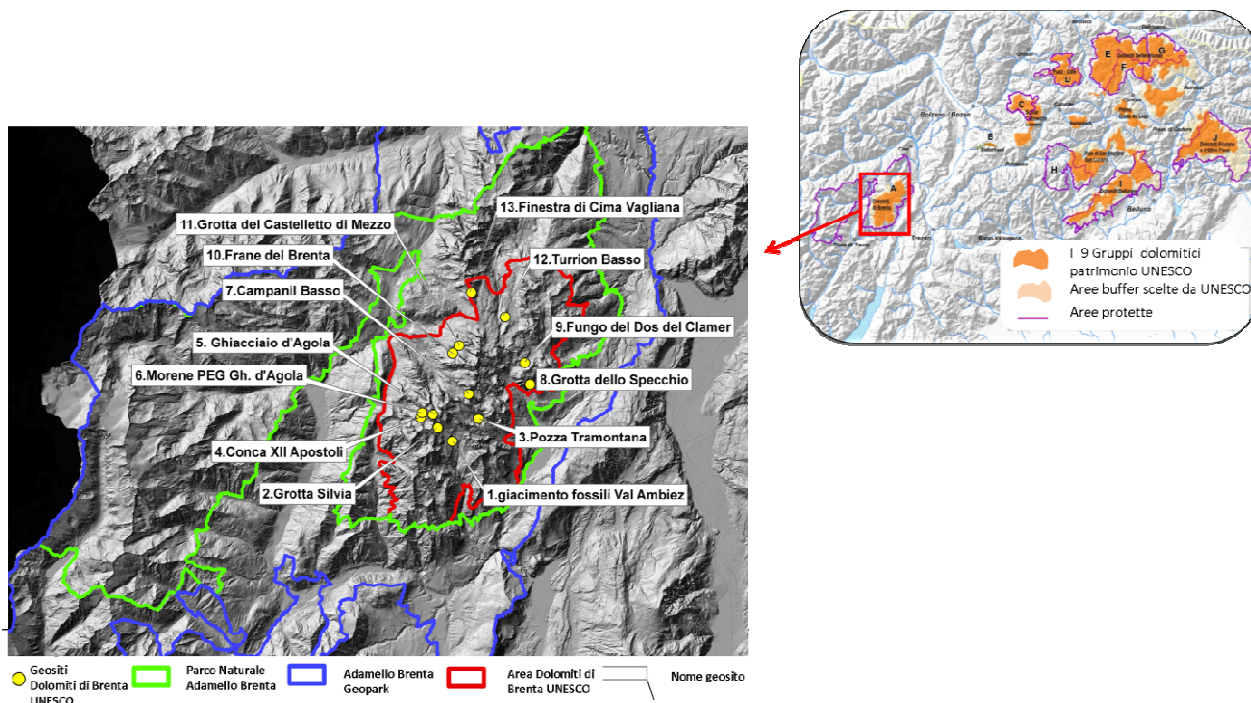 13.Finestra di Cima Vagliana
11.Grotta del Castelletto di Mezzo
10.Frane del Brenta
12.Turrion Basso
7.Campanil Basso
9.Fungo del Dos del Clamer
5. Ghiacciaio d'Agola
6.Morene PEG Gh. d'Agola
8.Grotta dello Specchio
3.Pozza Tramontana
4.Conca XII Apostoli
2.Grotta Silvia
1.giacimento fossili Val Ambiez
Geositi
Dolomiti di Brenta
UNESCO
Parco Naturale
Adamello Brenta
Adamello Brenta
Geopark
Area Dolomiti di
Brenta UNESCO
Nome geosito
E
G
F
L
C
Bolzano / Bozen
B
J
H
I
A
Belluno
Trento
I 9 Gruppi dolomitici
patrimonio UNESCO
Aree buffer scelte da UNESCO
Aree protette